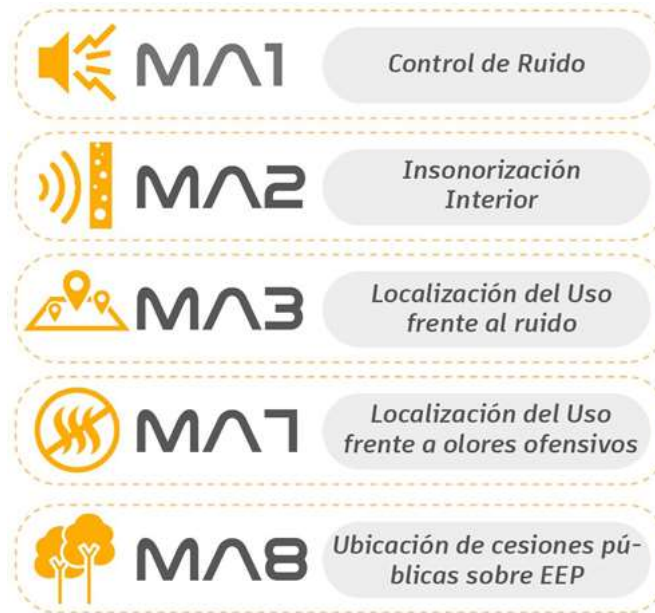 MA1
Control de Ruido
MA2
Insonorización
Interior
MA3
Localización del Uso
frente al ruido
MA7
Localización del Uso
frente a olores ofensivos
MA8
Ubicación de cesiones pú-
blicas sobre EEP